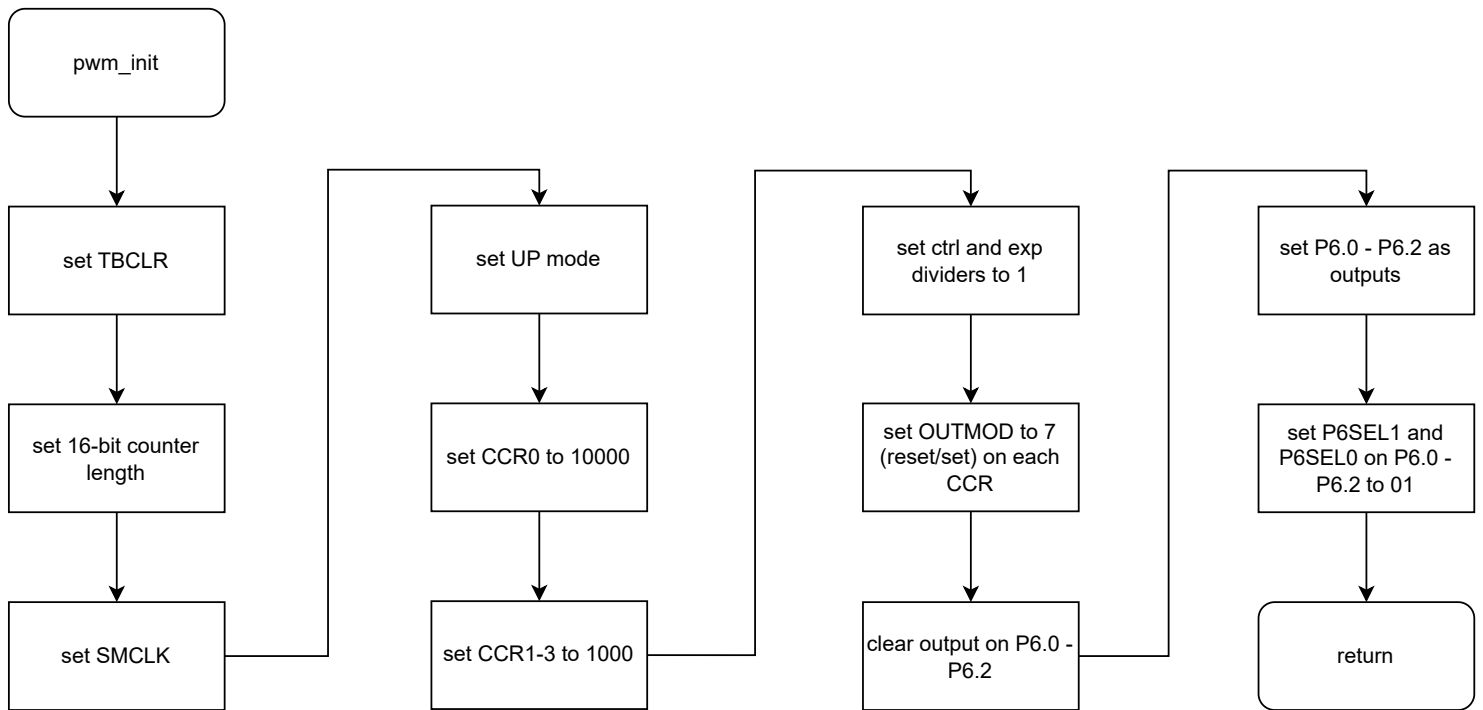 pwm_init
set TBCLR
set 16-bit counter
length
set SMCLK
set UP mode
set CCR0 to 10000
set CCR1-3 to 1000
set ctrl and exp
dividers to 1
set OUTMOD to 7
(reset/set) on each
CCR
clear output on P6.0 -
P6.2
set P6.0 - P6.2 as
outputs
set P6SEL1 and
P6SEL0 on P6.0 -
P6.2 to 01
return